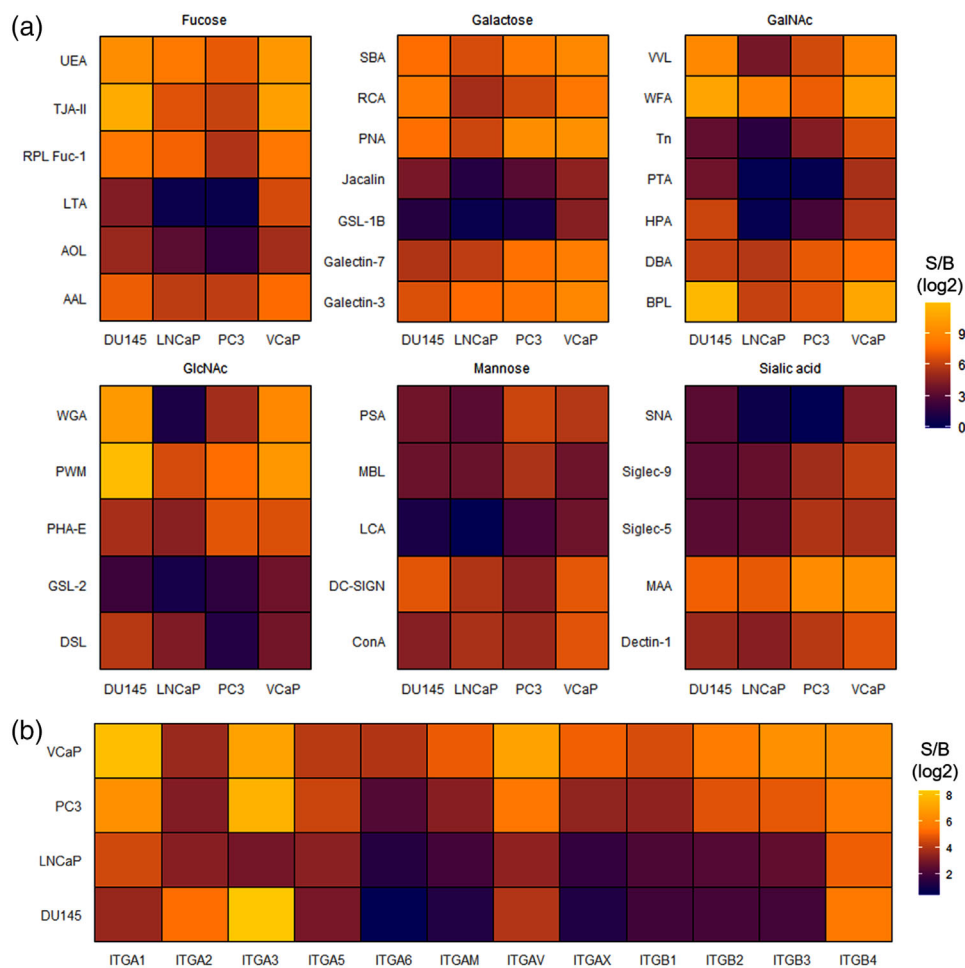 (a)
Fucose Galactose GalNAc
UEA
TJA-II
RPL Fuc-1
LTA
AOL
AAL
DU145 LNCaP PC3 VCaP
SBA
RCA
PNA
Jacalin
GSL-1B
Galectin-7
Galectin-3
DU145 LNCaP PC3 VCaP
VVL
WFA
Tn
PTA
HPA
DBA
BPL
DU145 LNCaP PC3 VCaP
S/B
(log2)
9
6
3
0
GlcNAc Mannose Sialic acid
WGA
PWM
PHA-E
GSL-2
DSL
DU145 LNCaP PC3 VCaP
PSA
MBL
LCA
DC-SIGN
ConA
DU145 LNCaP PC3 VCaP
SNA
Siglec-9
Siglec-5
MAA
Dectin-1
DU145 LNCaP PC3 VCaP
(b)
VCaP
PC3
LNCaP
DU145
ITGA1 ITGA2 ITGA3 ITGA5 ITGA6 ITGAM ITGAV ITGAX ITGB1 ITGB2 ITGB3 ITGB4
S/B
(log2)
8
6
4
2